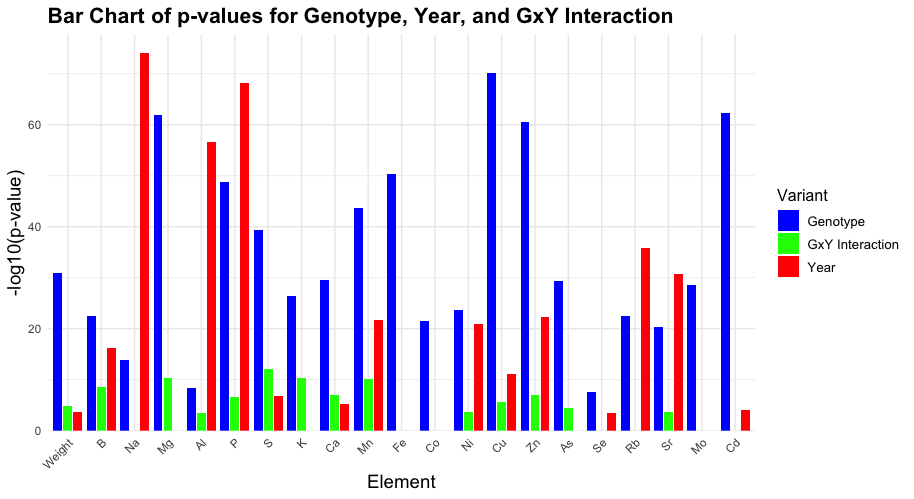 Bar Chart of p-values for Genotype, Year, and GxY Interaction
-log10(p-value)
60
40
20
0
Weight
B
Na
Mg
Al
P
S
K
Ca
Mn
Fe
Co
Ni
Cu
Zn
As
Se
Rb
Sr
Mo
Cd
Element
Variant
Genotype
GxY Interaction
Year